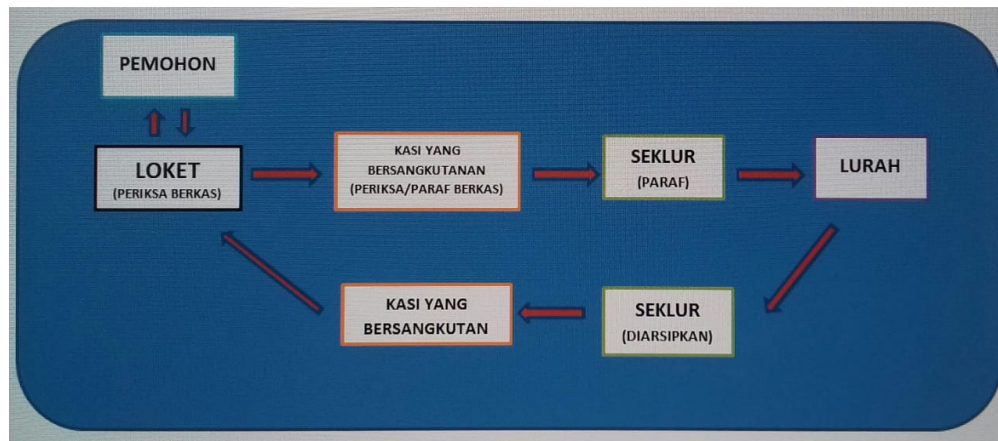 PEMOHON
LOKET
(PERIKSA BERKAS)
KASI YANG
BERSANGKUTANAN
(PERIKSA/PARAF BERKAS)
SEKLUR
(PARAF)
LURAH
KASI YANG
BERSANGKUTAN
SEKLUR
(DIARSIPKAN)